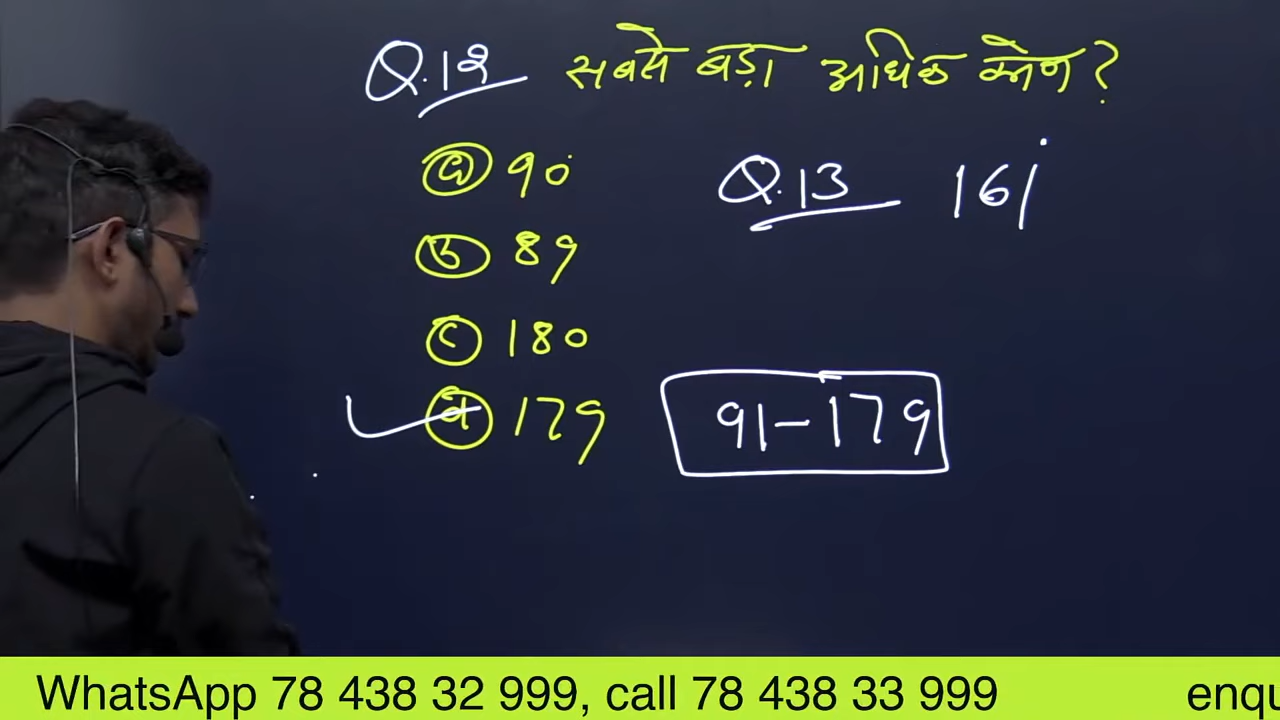 Q.12 सबसे बड़ा अधिक कोण?
(a) 90
(b) 89
(c) 180
(d) 179
Q.13 161
91-179
WhatsApp 78 438 32 999, call 78 438 33 999
enqu